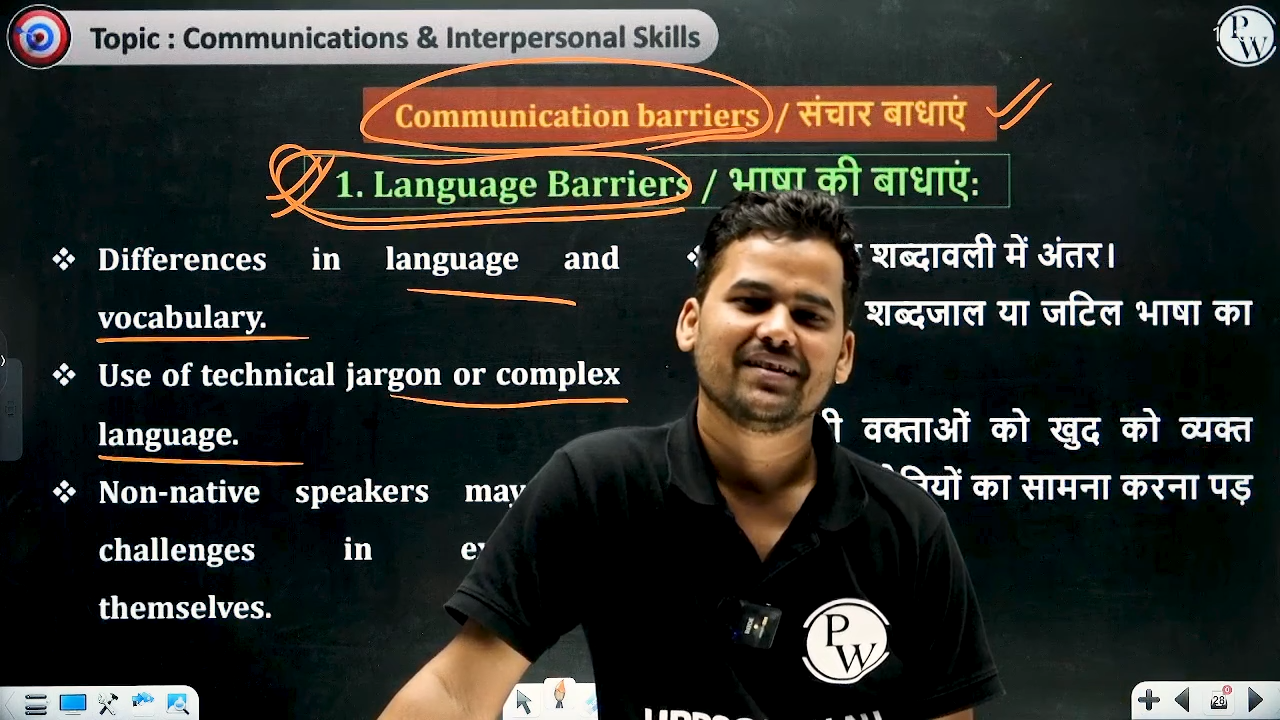 Topic : Communications & Interpersonal Skills
PW
Communication barriers / संचार बाधाएं
1. Language Barriers / भाषा की बाधाएं:
❖ Differences in language and
vocabulary.
❖ Use of technical jargon or complex
language.
❖ Non-native speakers may
challenges in
themselves.
❖ शब्दावली में अंतर।
शब्दजाल या जटिल भाषा का
वक्ताओं को खुद को व्यक्त
का सामना करना पड़
PW
28